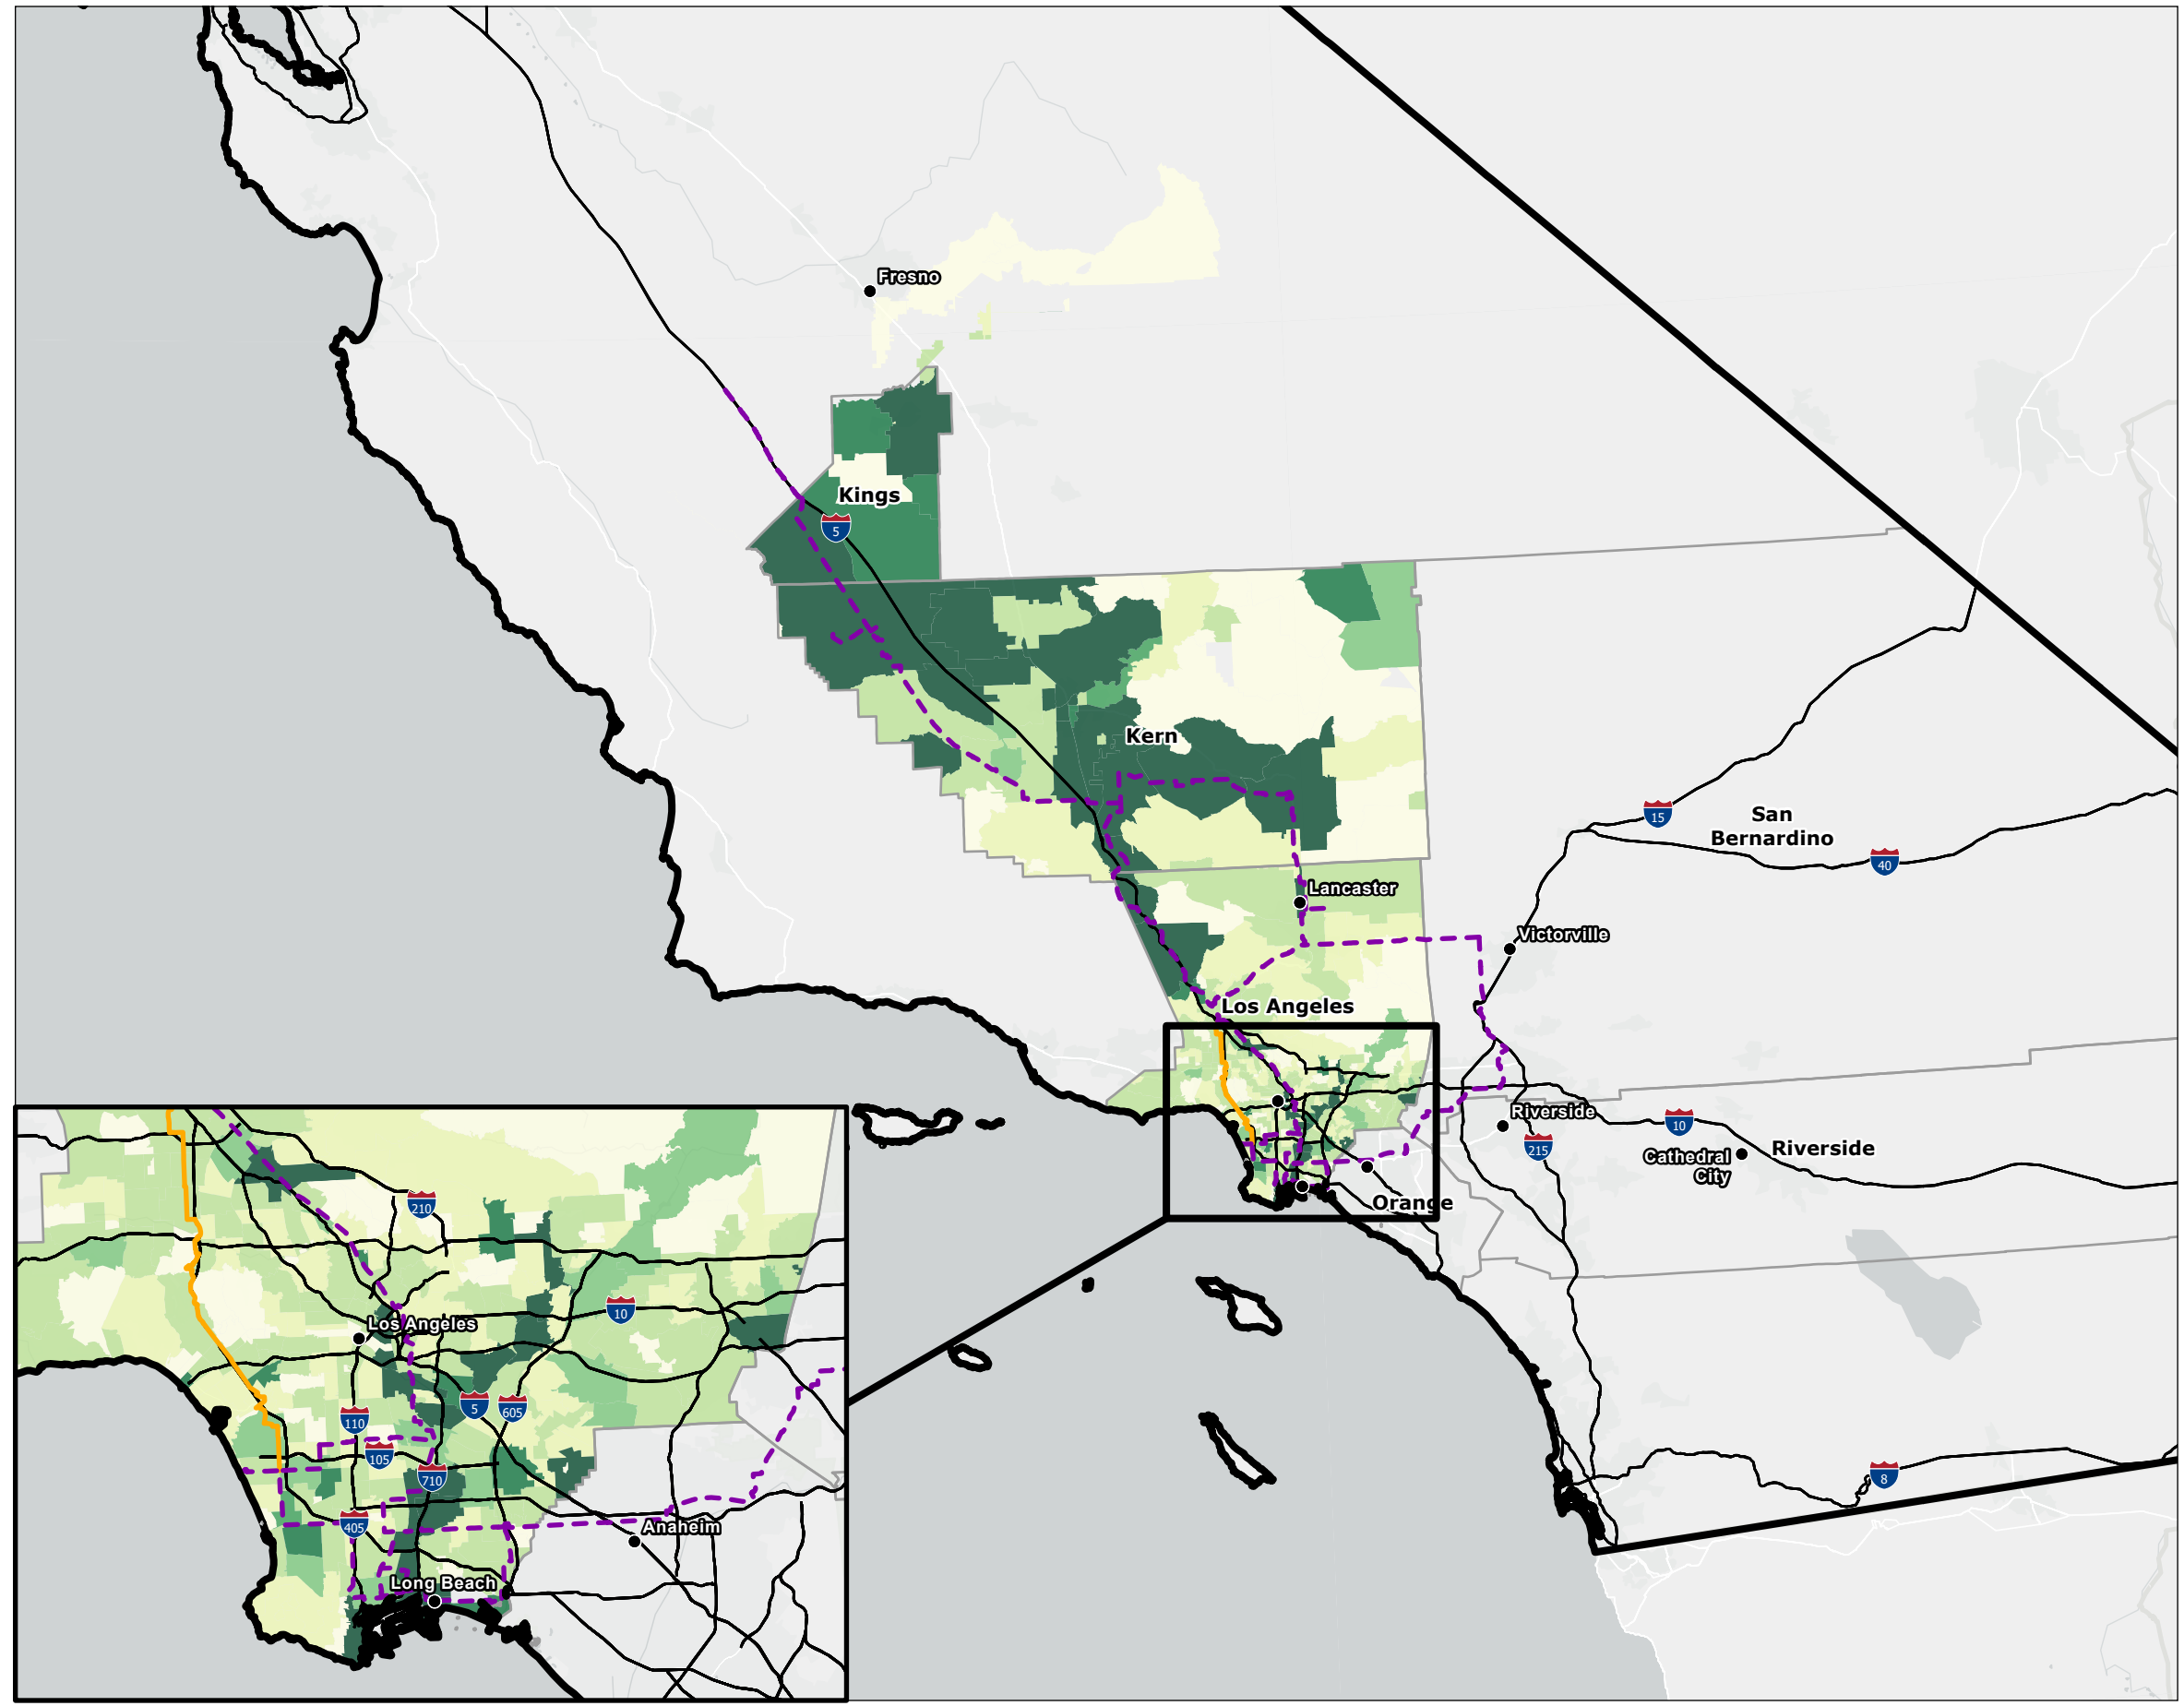 Fresno
Kings
5
Kern
San
Bernardino
15
40
Lancaster
Victorville
Los Angeles
Riverside
10
215
Riverside
Cathedral
City
Orange
8
210
10
Los Angeles
5
605
110
105
710
405
Anaheim
Long Beach